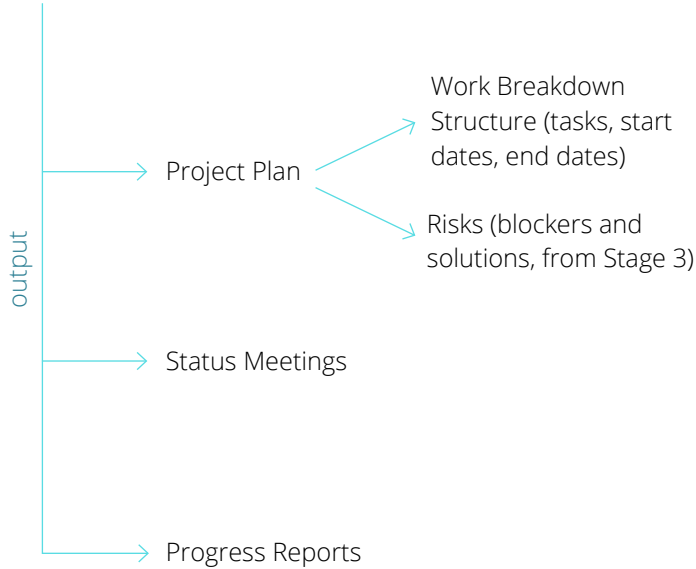 Work Breakdown
Structure (tasks, start
dates, end dates)
Project Plan
Risks (blockers and
solutions, from Stage 3)
output
Status Meetings
Progress Reports